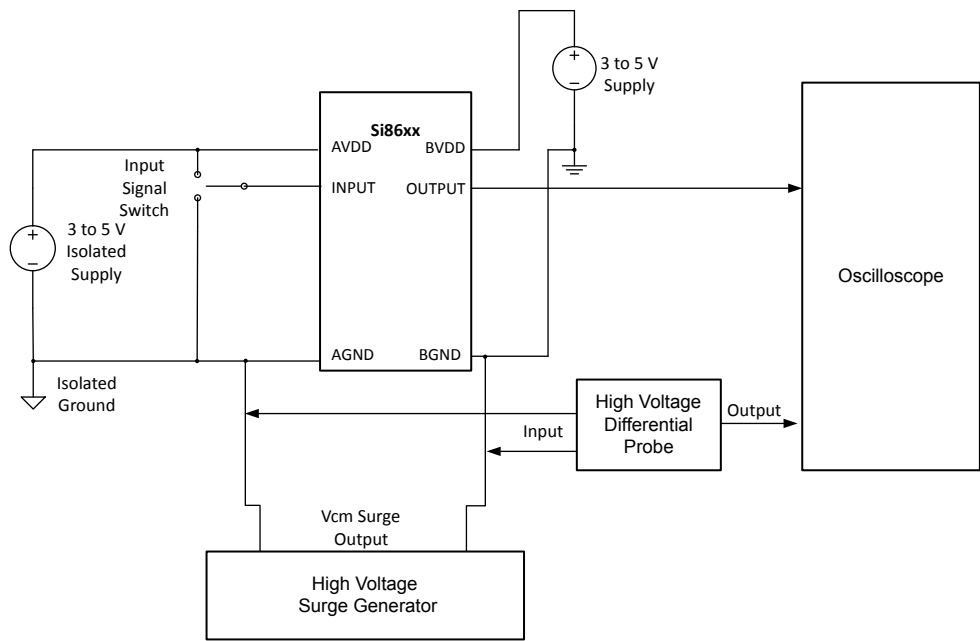 3 to 5 V
Supply
+
−
Si86xx
AVDD
BVDD
INPUT
OUTPUT
AGND
BGND
Input
Signal
Switch
+
−
3 to 5 V
Isolated
Supply
Isolated
Ground
Oscilloscope
High Voltage
Differential
Probe
Input
Output
Vcm Surge
Output
High Voltage
Surge Generator